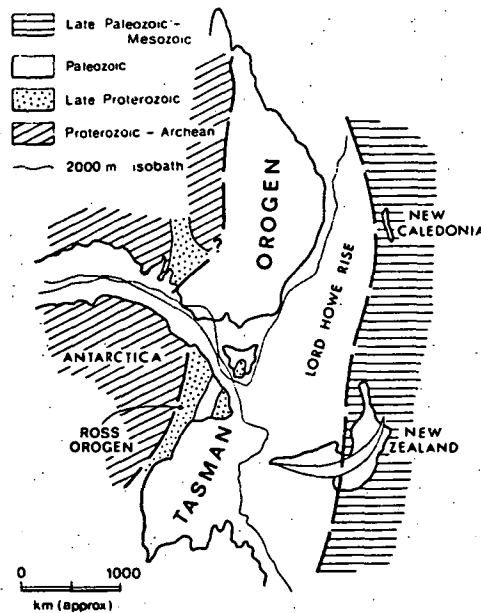 Late Paleozoic -
Mesozoic
Paleozoic
Late Proterozoic
Proterozoic - Archean
2000 m isobath
OROGEN
NEW
CALEDONIA
LORD HOWE RISE
ANTARCTICA
ROSS
OROGEN
TASMAN
NEW
ZEALAND
0 1000
km (approx)